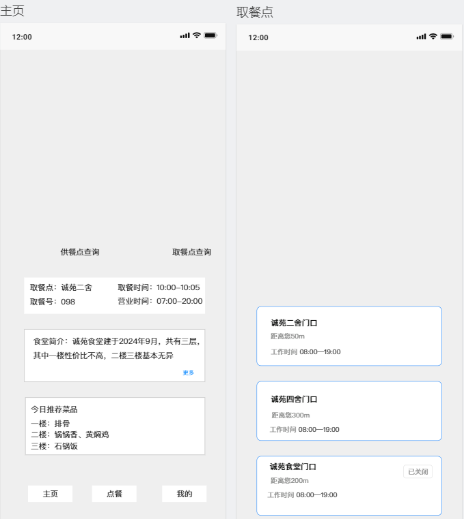 主页
12:00
供餐点查询 取餐点查询
取餐点：诚苑二舍 取餐时间：10:00—10:05
取餐号：098 营业时间：07:00—20:00
食堂简介：诚苑食堂建于2024年9月，共有三层，
其中一楼性价比不高，二楼三楼基本无异
更多
今日推荐菜品
一楼：排骨
二楼：锅锅香、黄焖鸡
三楼：石锅饭
主页 点餐 我的
取餐点
12:00
诚苑二舍门口
距离您50m
工作时间 08:00—19:00
诚苑四舍门口
距离您300m
工作时间 08:00—19:00
诚苑食堂门口
已关闭
距离您200m
工作时间 08:00—19:00